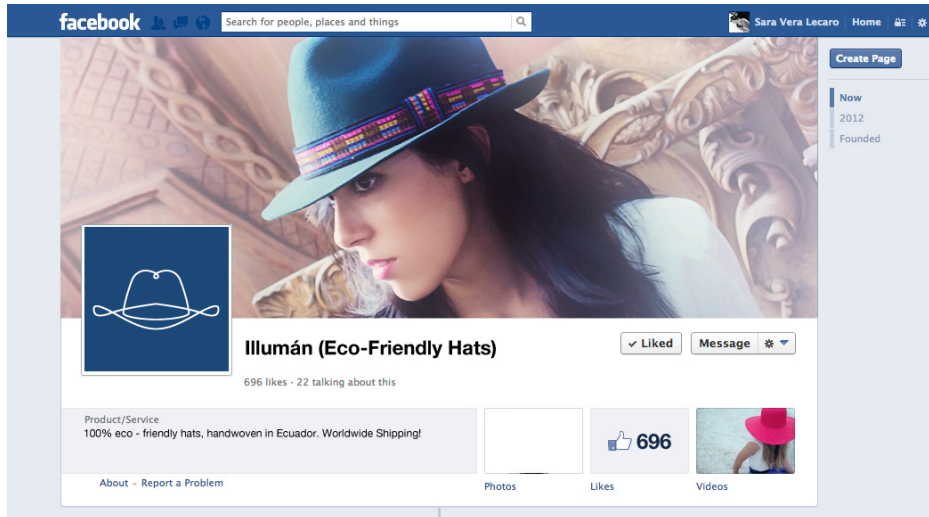 facebook
Search for people, places and things
Sara Vera Lecaro
Home
Create Page
Now
2012
Founded
Illumán (Eco-Friendly Hats)
✓ Liked
Message
696 likes · 22 talking about this
Product/Service
100% eco - friendly hats, handwoven in Ecuador. Worldwide Shipping!
696
About - Report a Problem
Photos
Likes
Videos